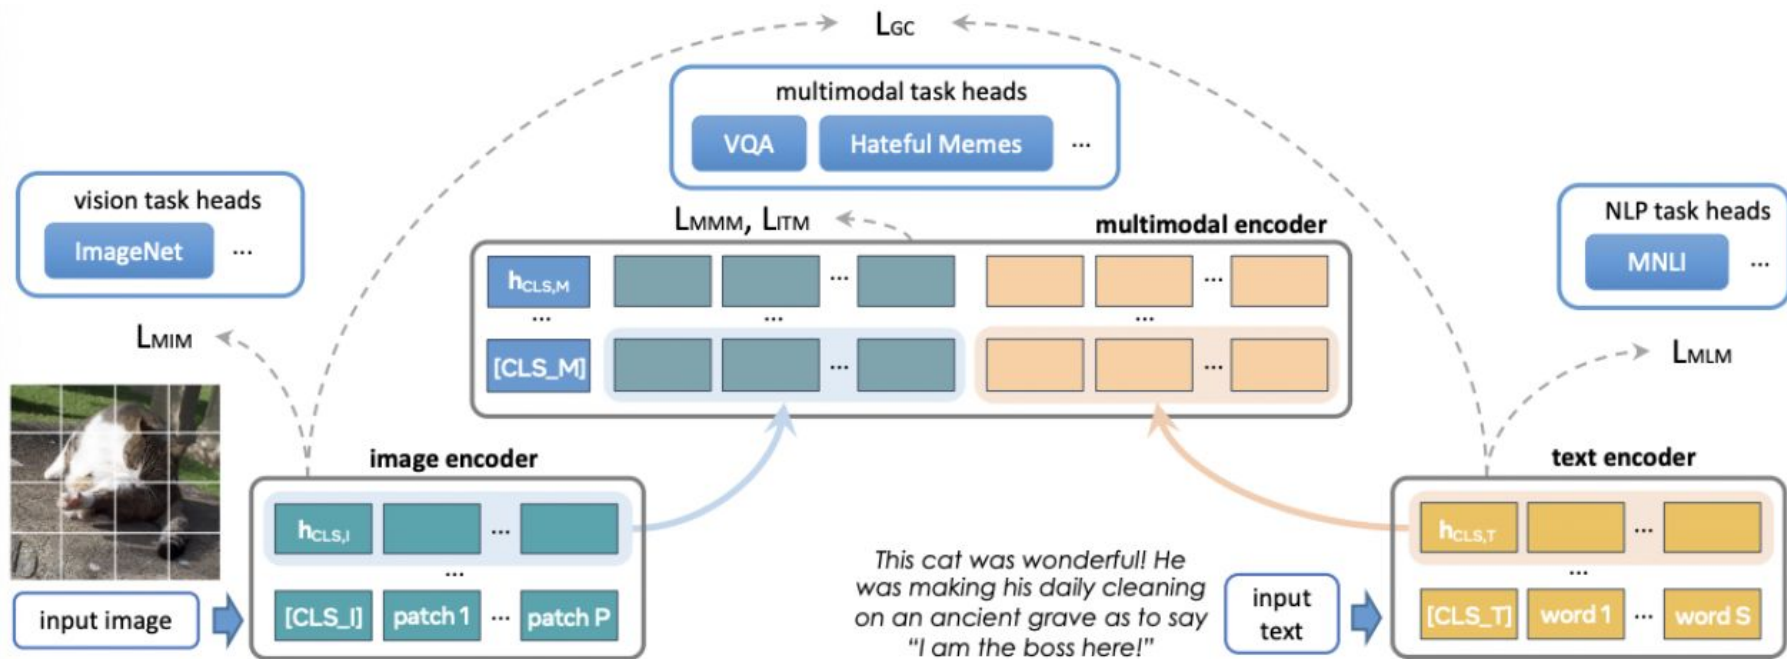 LGC
multimodal task heads
VQA
Hateful Memes
...
vision task heads
ImageNet
...
NLP task heads
MNLI
...
LMMM, LITM
multimodal encoder
hCLS,M
...
...
...
...
...
[CLS_M]
...
...
LMIM
LMLM
image encoder
hCLS,I
...
...
[CLS_I]
patch 1
...
patch P
input image
This cat was wonderful! He
was making his daily cleaning
on an ancient grave as to say
“I am the boss here!”
input
text
text encoder
hCLS,T
...
...
[CLS_T]
word 1
...
word S